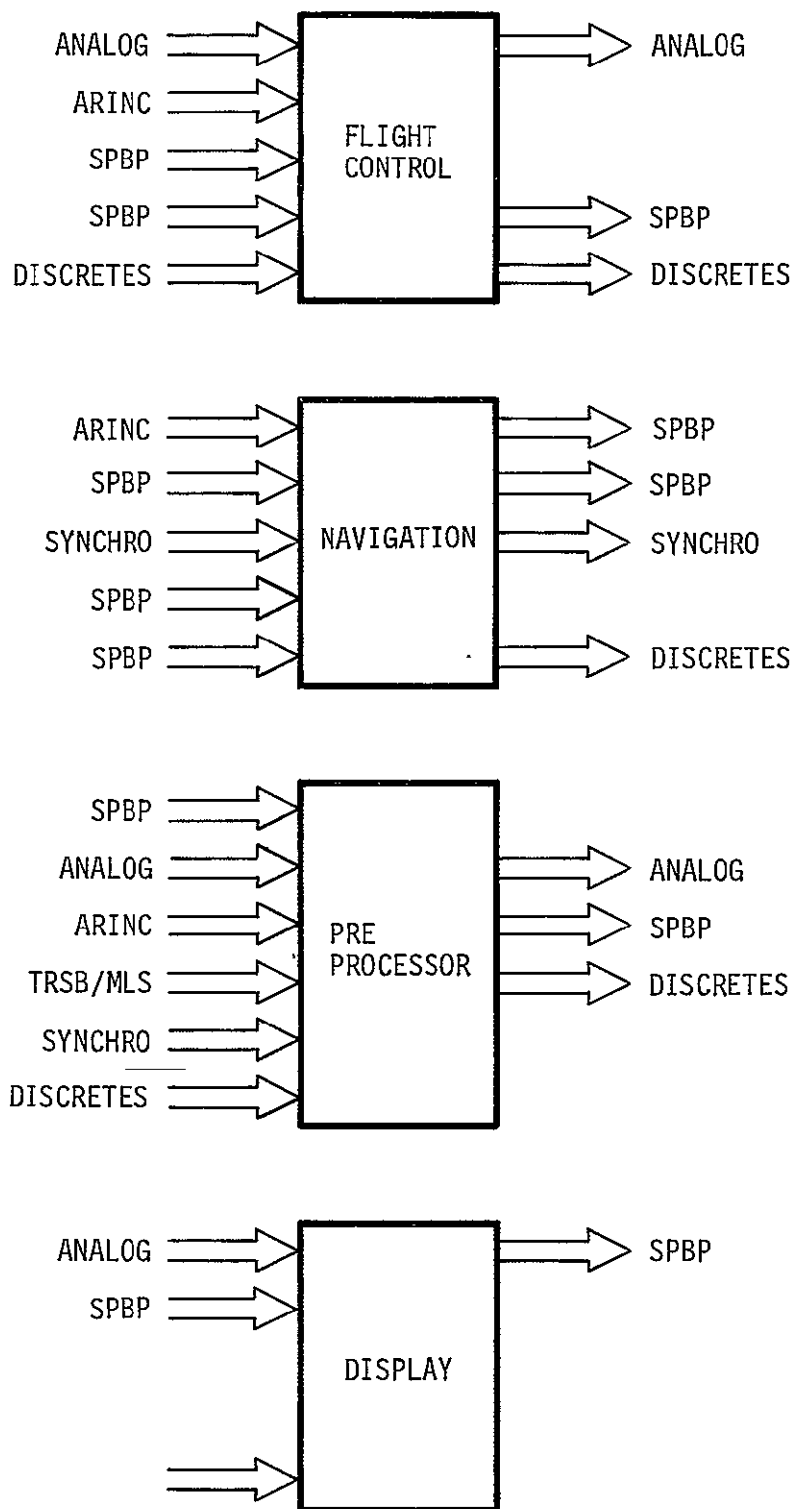 ANALOG
ANALOG
ARINC
FLIGHT
CONTROL
SPBP
SPBP
SPBP
DISCRETES
DISCRETES
ARINC
SPBP
SPBP
SPBP
SYNCHRO
NAVIGATION
SYNCHRO
SPBP
SPBP
DISCRETES
SPBP
ANALOG
ANALOG
ARINC
PRE
PROCESSOR
SPBP
TRSB/MLS
DISCRETES
SYNCHRO
DISCRETES
ANALOG
SPBP
SPBP
DISPLAY